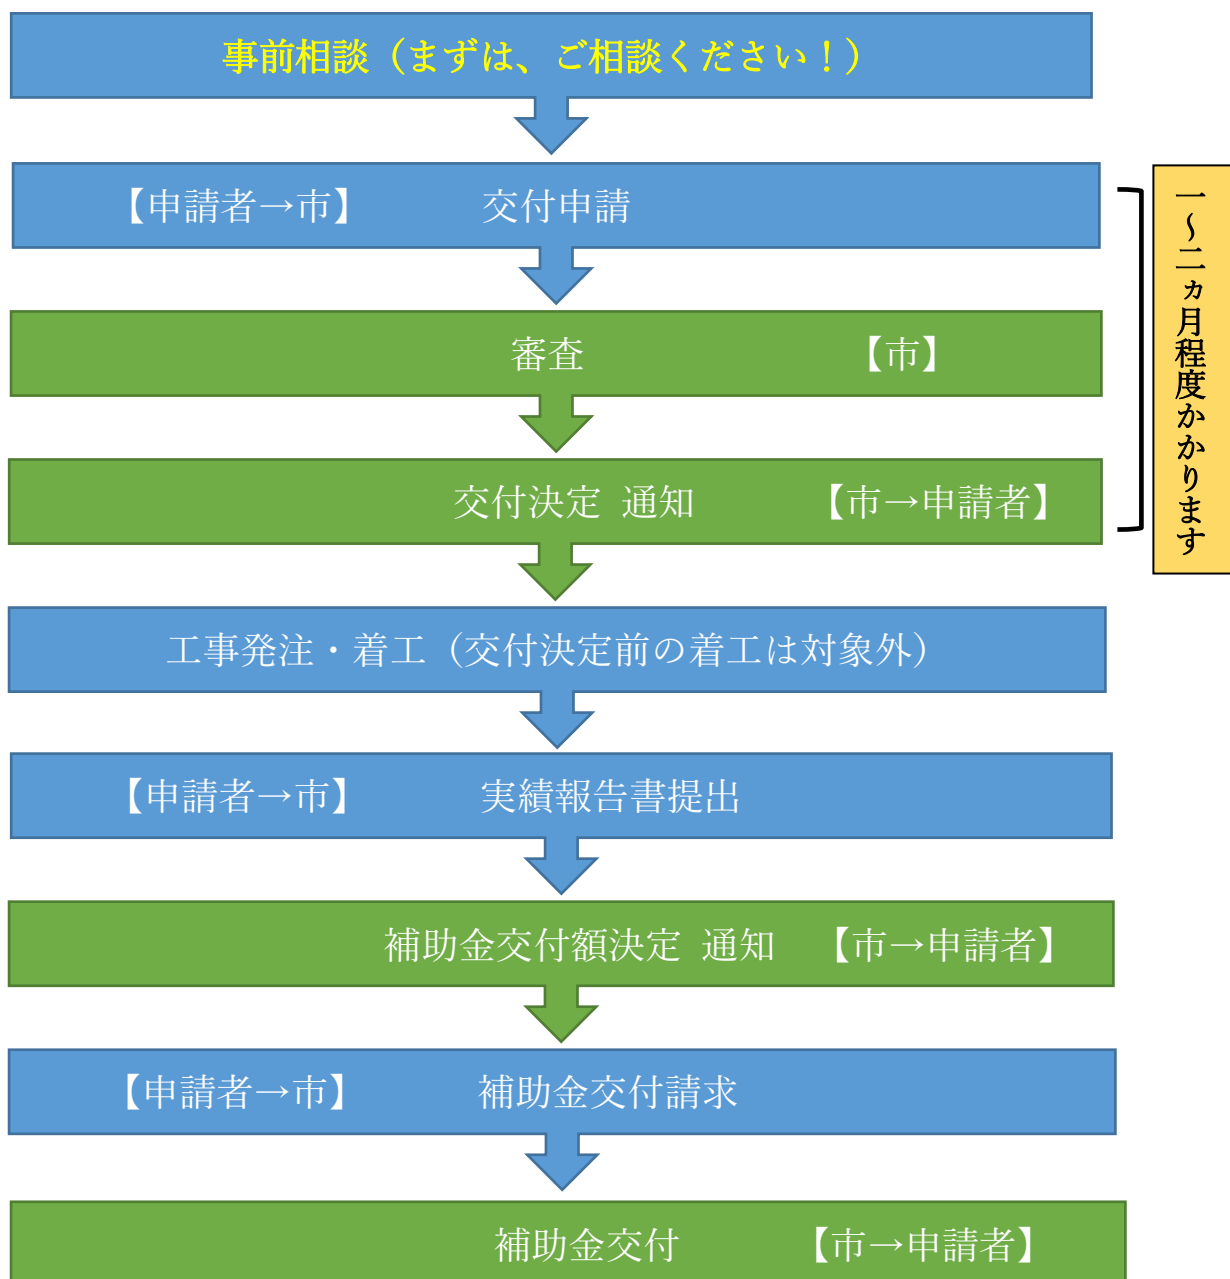 事前相談（まずは、ご相談ください！）
【申請者→市】 交付申請
審査 【市】
交付決定 通知 【市→申請者】
一～二ヵ月程度かかります
工事発注・着工（交付決定前の着工は対象外）
【申請者→市】 実績報告書提出
補助金交付額決定 通知 【市→申請者】
【申請者→市】 補助金交付請求
補助金交付 【市→申請者】